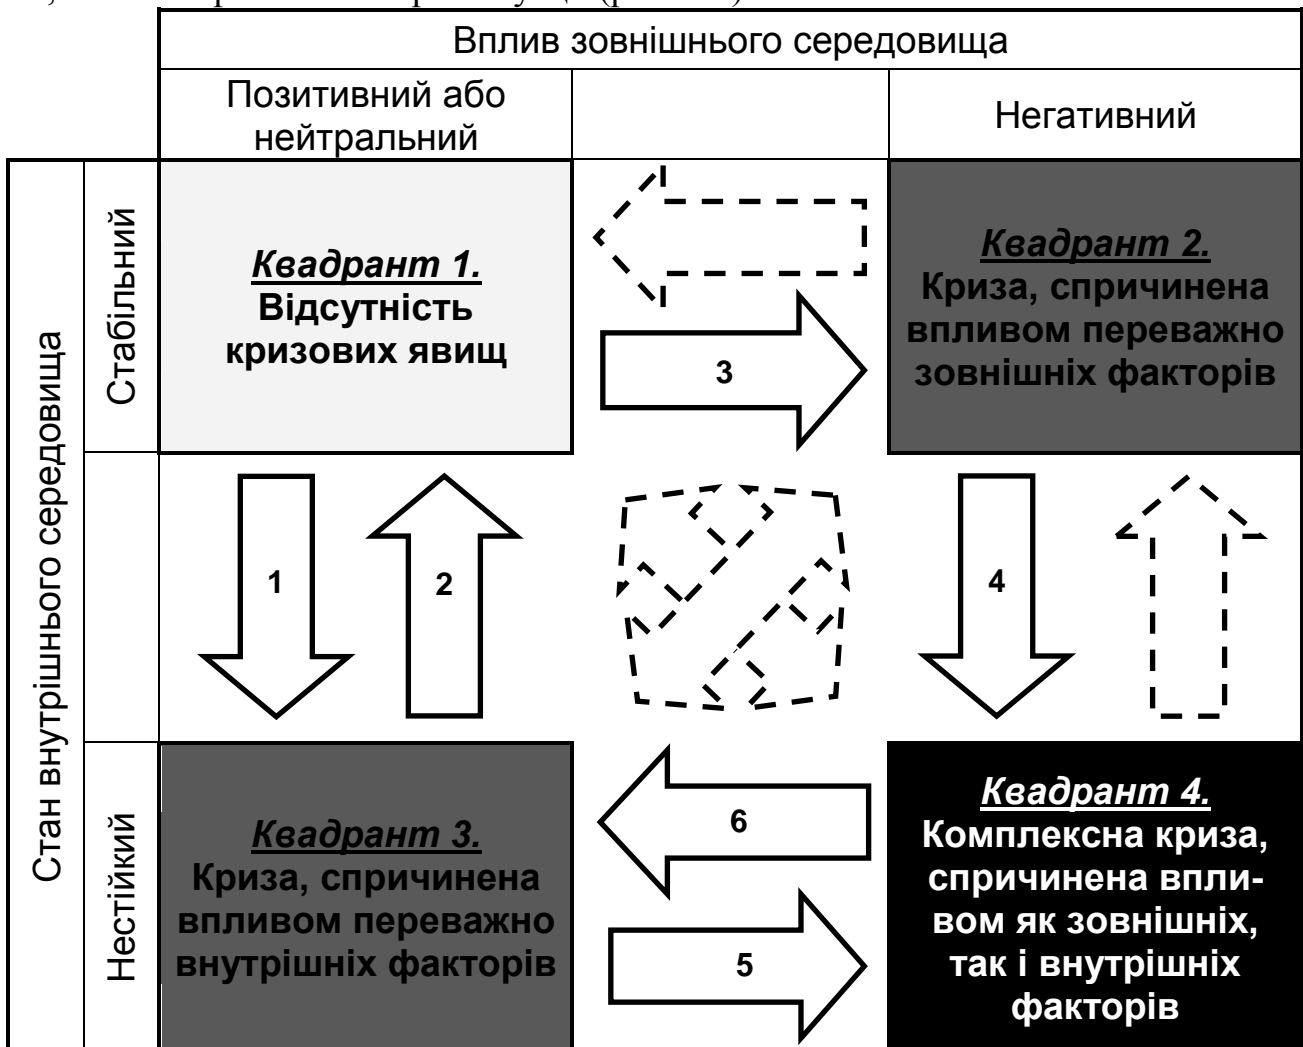 Вплив зовнішнього середовища
Позитивний або
нейтральний
Негативний
Стан внутрішнього середовища
Стабільний
Квадрант 1.
Відсутність
кризових явищ
3
Квадрант 2.
Криза, спричинена
впливом переважно
зовнішніх факторів
1
2
4
Нестійкий
Квадрант 3.
Криза, спричинена
впливом переважно
внутрішніх факторів
6
5
Квадрант 4.
Комплексна криза,
спричинена впли-
вом як зовнішніх,
так і внутрішніх
факторів